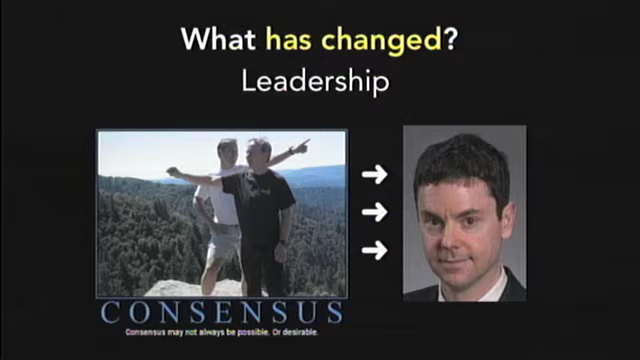 What has changed?
Leadership
CONSENSUS
Consensus may not always be possible. Or desirable.